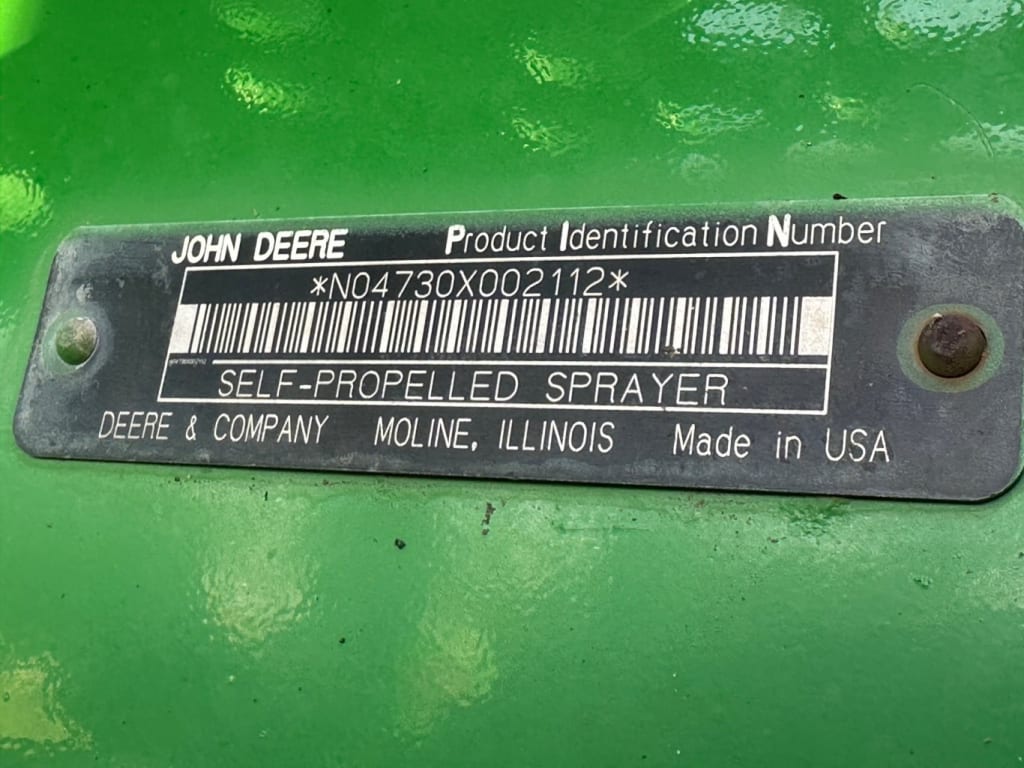 JOHN DEERE Product Identification Number
*N04730X002112*
SELF-PROPELLED SPRAYER
DEERE & COMPANY MOLINE, ILLINOIS Made in USA